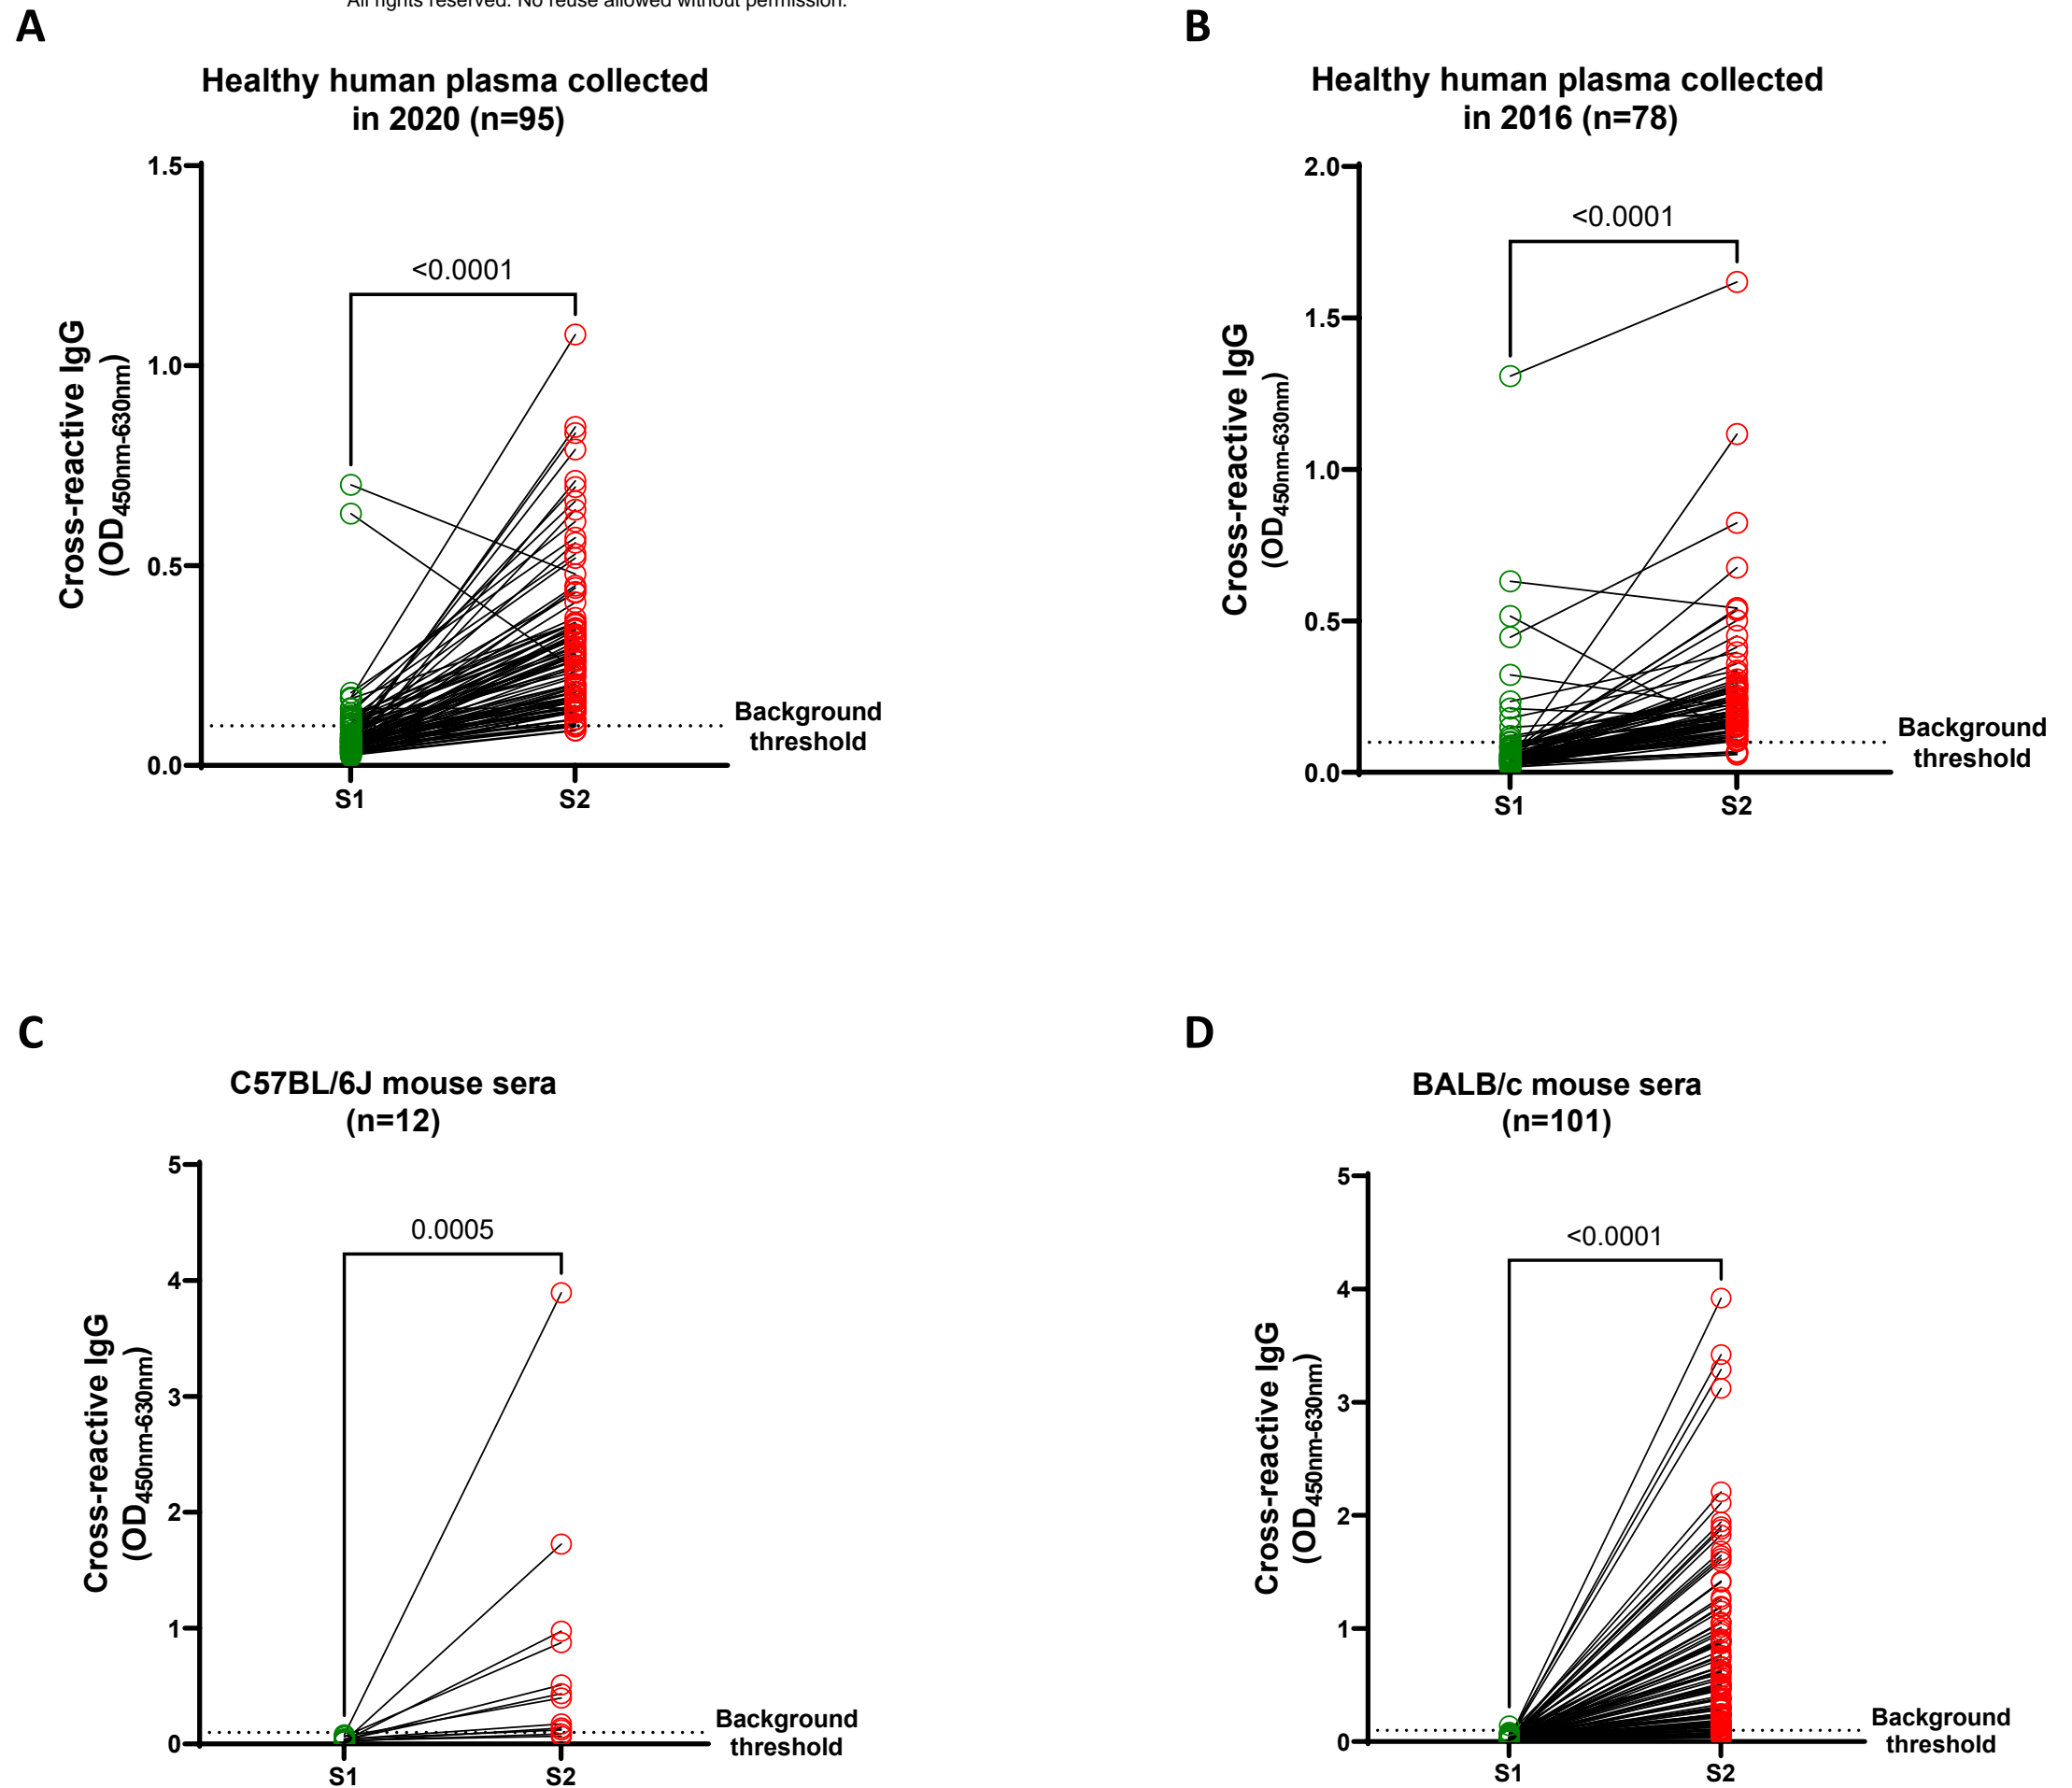 All rights reserved. No reuse allowed without permission.
A
Healthy human plasma collected
in 2020 (n=95)
Cross-reactive IgG
(OD450nm-630nm)
1.5
1.0
0.5
0.0
<0.0001
Background
threshold
S1
S2
B
Healthy human plasma collected
in 2016 (n=78)
Cross-reactive IgG
(OD450nm-630nm)
2.0
1.5
1.0
0.5
0.0
<0.0001
Background
threshold
S1
S2
C
C57BL/6J mouse sera
(n=12)
Cross-reactive IgG
(OD450nm-630nm)
5
4
3
2
1
0
0.0005
Background
threshold
S1
S2
D
BALB/c mouse sera
(n=101)
Cross-reactive IgG
(OD450nm-630nm)
5
4
3
2
1
0
<0.0001
Background
threshold
S1
S2